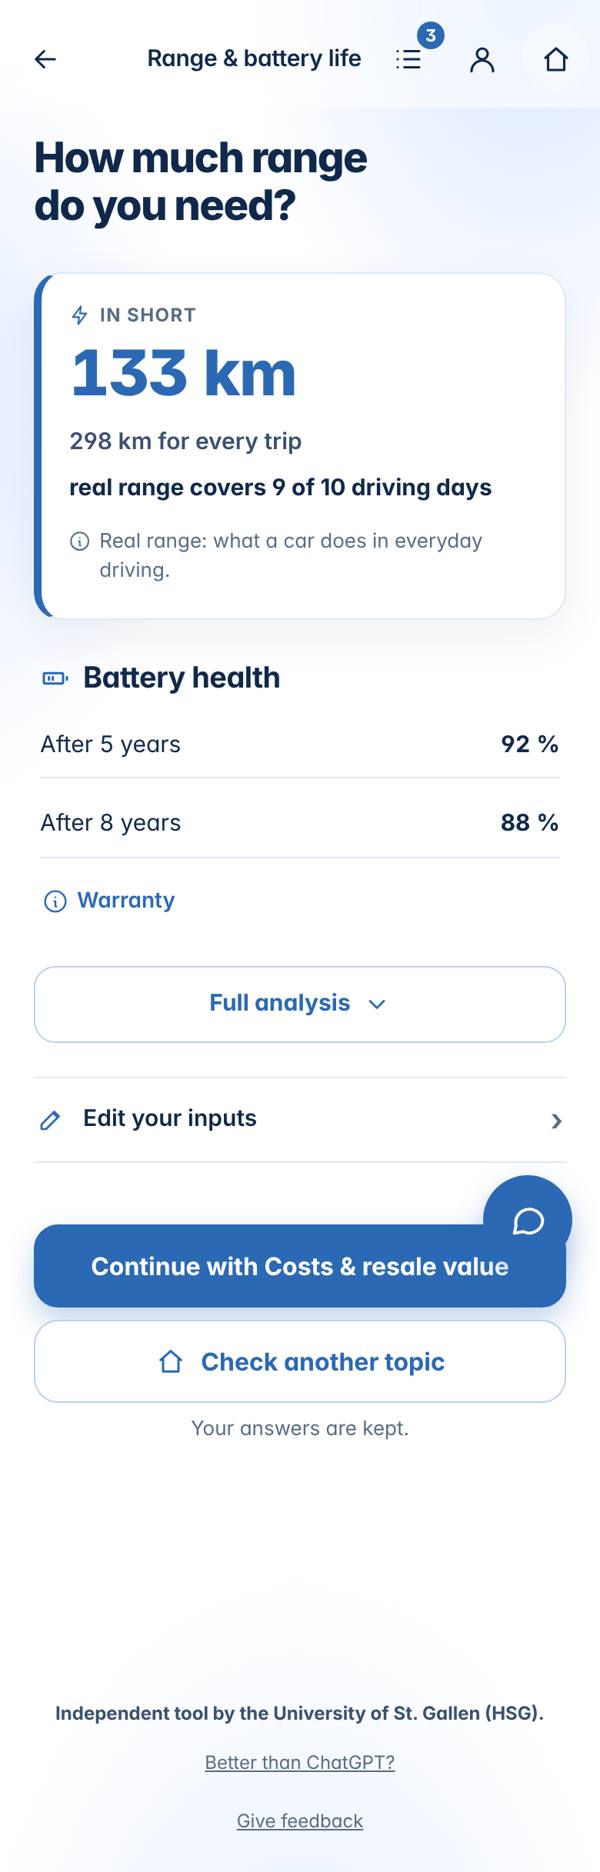 Range & battery life
3
How much range
do you need?
IN SHORT
133 km
298 km for every trip
real range covers 9 of 10 driving days
Real range: what a car does in everyday
driving.
Battery health
After 5 years 92 %
After 8 years 88 %
Warranty
Full analysis
Edit your inputs
Continue with Costs & resale value
Check another topic
Your answers are kept.
Independent tool by the University of St. Gallen (HSG).
Better than ChatGPT?
Give feedback